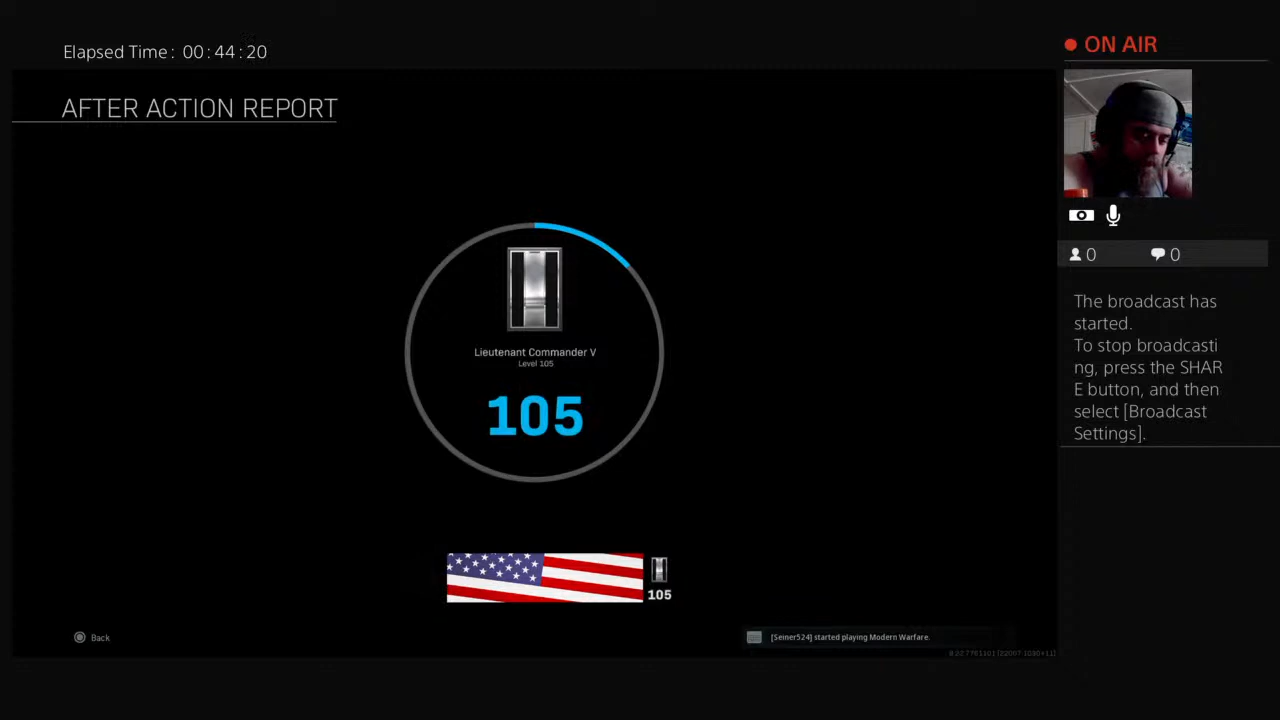 Elapsed Time: 00:44:20
ON AIR
AFTER ACTION REPORT
0
0
The broadcast has
started.
To stop broadcasti
ng, press the SHAR
E button, and then
select [Broadcast
Settings].
Lieutenant Commander V
Level 105
105
105
Back
[Seiner524] started playing Modern Warfare.